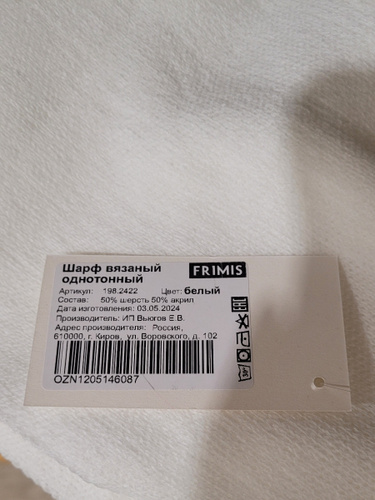 Шарф вязаный FRIMIS
однотонный
Артикул: 198.2422 Цвет: белый
Состав: 50% шерсть 50% акрил
Дата изготовления: 03.05.2024
Производитель: ИП Вьюгов Е.В.
Адрес производителя: Россия,
610000, г. Киров, ул. Воровского, д. 102
OZN1205146087